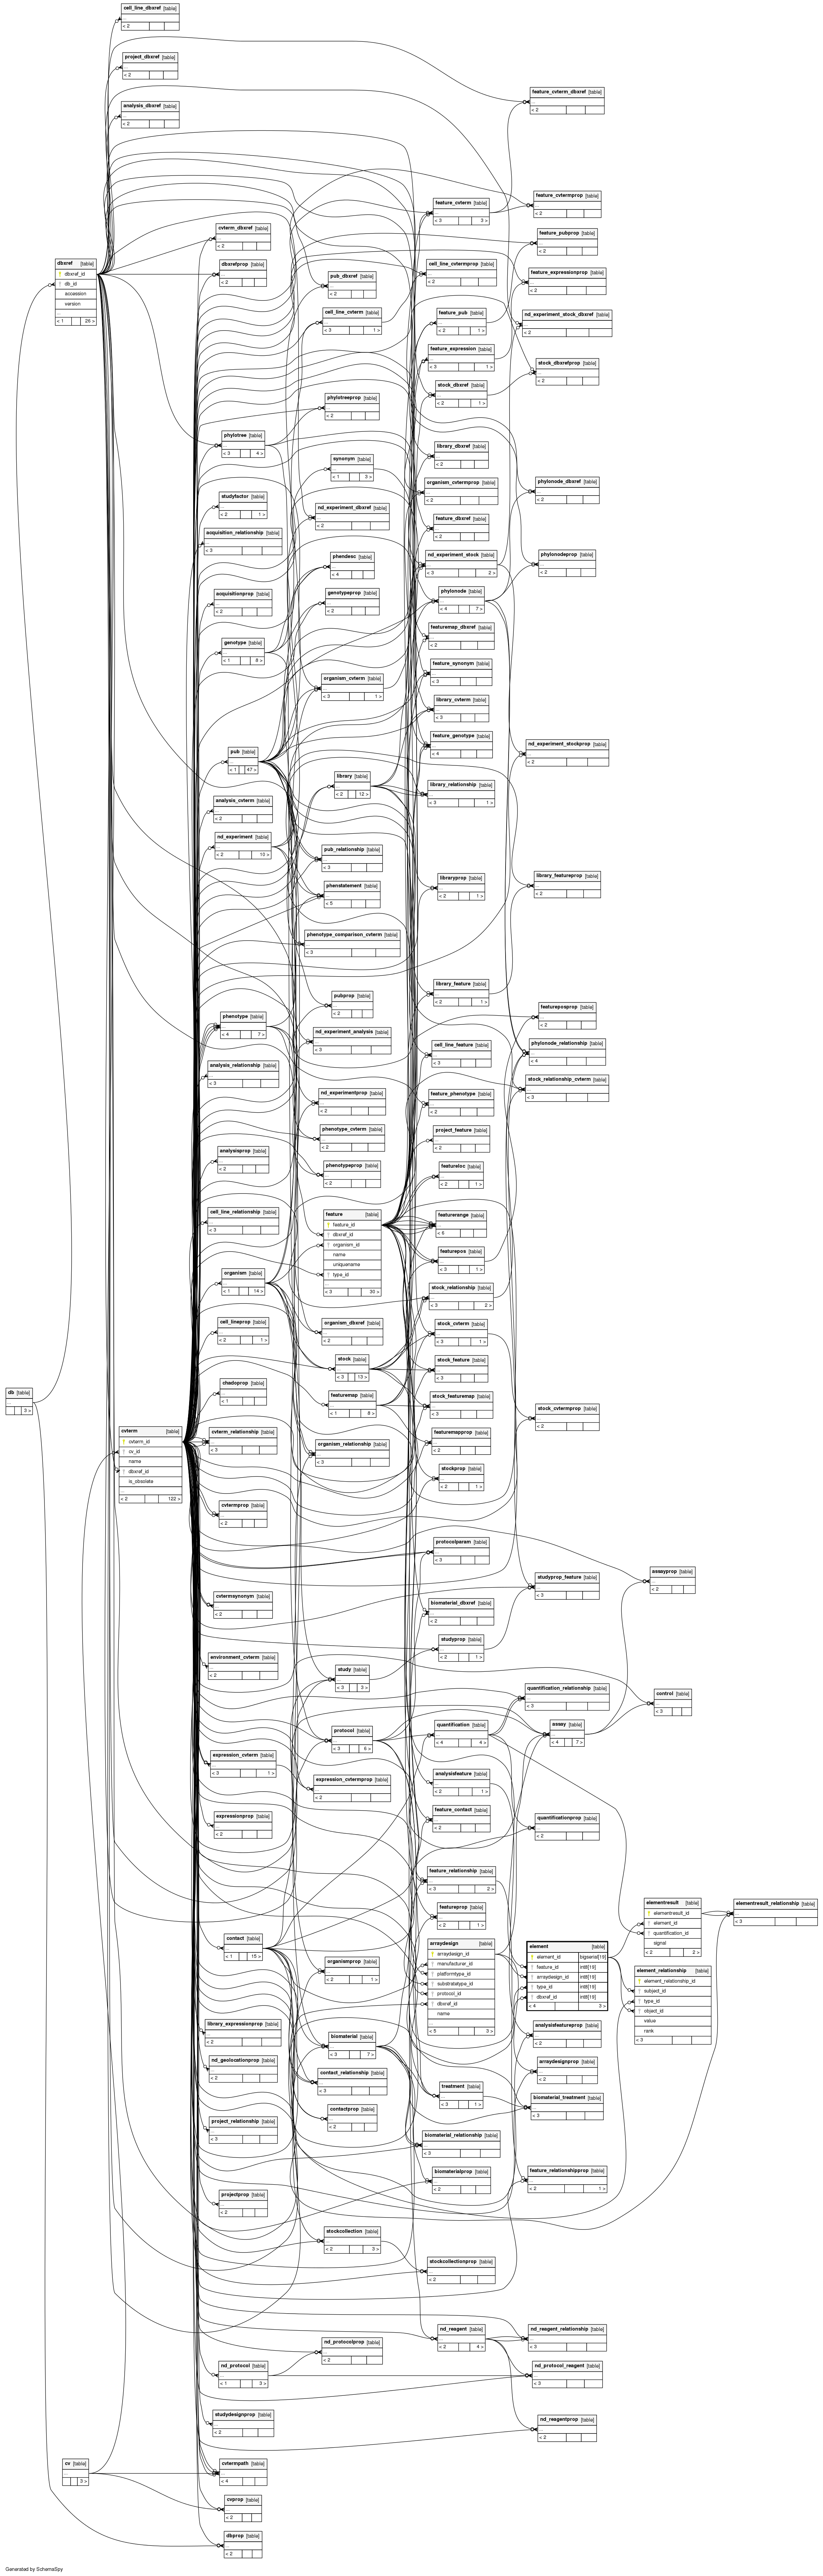 cell_line_dbxref [table]
...
< 2
project_dbxref [table]
...
< 2
analysis_dbxref [table]
...
< 2
dbxref [table]
dbxref_id
db_id
accession
version
...
< 1 26 >
db [table]
...
3 >
cv [table]
...
3 >
cvterm [table]
cvterm_id
cv_id
name
dbxref_id
is_obsolete
...
< 2 122 >
cvterm_dbxref [table]
...
< 2
dbxrefprop [table]
...
< 2
phylotree [table]
...
< 3 4 >
studyfactor [table]
...
< 2 1 >
acquisition_relationship [table]
...
< 3
acquisitionprop [table]
...
< 2
genotype [table]
...
< 1 8 >
pub [table]
...
< 1 47 >
analysis_cvterm [table]
...
< 2
nd_experiment [table]
...
< 2 10 >
phenotype [table]
...
< 4 7 >
analysis_relationship [table]
...
< 3
analysisprop [table]
...
< 2
cell_line_relationship [table]
...
< 3
organism [table]
...
< 1 14 >
cell_lineprop [table]
...
< 2 1 >
chadoprop [table]
...
< 1
cvterm_relationship [table]
...
< 3
cvtermprop [table]
...
< 2
cvtermsynonym [table]
...
< 2
environment_cvterm [table]
...
< 2
expression_cvterm [table]
...
< 3 1 >
expressionprop [table]
...
< 2
contact [table]
...
< 1 15 >
library_expressionprop [table]
...
< 2
nd_geolocationprop [table]
...
< 2
project_relationship [table]
...
< 3
projectprop [table]
...
< 2
nd_protocol [table]
...
< 1 3 >
studydesignprop [table]
...
< 2
cvtermpath [table]
...
< 4
cvprop [table]
...
< 2
dbprop [table]
...
< 2
pub_dbxref [table]
...
< 2
cell_line_cvterm [table]
...
< 3 1 >
phylotreeprop [table]
...
< 2
synonym [table]
...
< 1 3 >
nd_experiment_dbxref [table]
...
< 2
phendesc [table]
...
< 4
genotypeprop [table]
...
< 2
organism_cvterm [table]
...
< 3 1 >
library [table]
...
< 2 12 >
pub_relationship [table]
...
< 3
phenstatement [table]
...
< 5
phenotype_comparison_cvterm [table]
...
< 3
pubprop [table]
...
< 2
nd_experiment_analysis [table]
...
< 3
nd_experimentprop [table]
...
< 2
phenotype_cvterm [table]
...
< 2
phenotypeprop [table]
...
< 2
feature [table]
feature_id
dbxref_id
organism_id
name
uniquename
type_id
...
< 3 30 >
organism_dbxref [table]
...
< 2
stock [table]
...
< 3 13 >
featuremap [table]
...
< 1 8 >
organism_relationship [table]
...
< 3
study [table]
...
< 3 3 >
protocol [table]
...
< 3 6 >
expression_cvtermprop [table]
...
< 2
organismprop [table]
...
< 2 1 >
biomaterial [table]
...
< 3 7 >
contact_relationship [table]
...
< 3
contactprop [table]
...
< 2
stockcollection [table]
...
< 2 3 >
nd_protocolprop [table]
...
< 2
feature_cvterm [table]
...
< 3 3 >
cell_line_cvtermprop [table]
...
< 2
feature_pub [table]
...
< 2 1 >
feature_expression [table]
...
< 3 1 >
stock_dbxref [table]
...
< 2 1 >
library_dbxref [table]
...
< 2
organism_cvtermprop [table]
...
< 2
feature_dbxref [table]
...
< 2
nd_experiment_stock [table]
...
< 3 2 >
phylonode [table]
...
< 4 7 >
featuremap_dbxref [table]
...
< 2
feature_synonym [table]
...
< 3
library_cvterm [table]
...
< 3
feature_genotype [table]
...
< 4
library_relationship [table]
...
< 3 1 >
libraryprop [table]
...
< 2 1 >
library_feature [table]
...
< 2 1 >
cell_line_feature [table]
...
< 3
feature_phenotype [table]
...
< 2
project_feature [table]
...
< 2
featureloc [table]
...
< 2 1 >
featurerange [table]
...
< 6
featurepos [table]
...
< 3 1 >
stock_relationship [table]
...
< 3 2 >
stock_cvterm [table]
...
< 3 1 >
stock_feature [table]
...
< 3
stock_featuremap [table]
...
< 3
featuremapprop [table]
...
< 2
stockprop [table]
...
< 2 1 >
protocolparam [table]
...
< 3
biomaterial_dbxref [table]
...
< 2
studyprop [table]
...
< 2 1 >
quantification [table]
...
< 4 4 >
analysisfeature [table]
...
< 2 1 >
feature_contact [table]
...
< 2
feature_relationship [table]
...
< 3 2 >
featureprop [table]
...
< 2 1 >
arraydesign [table]
arraydesign_id
manufacturer_id
platformtype_id
substratetype_id
protocol_id
dbxref_id
name
...
< 5 3 >
treatment [table]
...
< 3 1 >
biomaterial_relationship [table]
...
< 3
biomaterialprop [table]
...
< 2
stockcollectionprop [table]
...
< 2
nd_reagent [table]
...
< 2 4 >
feature_cvterm_dbxref [table]
...
< 2
feature_cvtermprop [table]
...
< 2
feature_pubprop [table]
...
< 2
feature_expressionprop [table]
...
< 2
nd_experiment_stock_dbxref [table]
...
< 2
stock_dbxrefprop [table]
...
< 2
phylonode_dbxref [table]
...
< 2
phylonodeprop [table]
...
< 2
nd_experiment_stockprop [table]
...
< 2
library_featureprop [table]
...
< 2
featureposprop [table]
...
< 2
phylonode_relationship [table]
...
< 4
stock_relationship_cvterm [table]
...
< 3
stock_cvtermprop [table]
...
< 2
studyprop_feature [table]
...
< 3
quantification_relationship [table]
...
< 3
assay [table]
...
< 4 7 >
quantificationprop [table]
...
< 2
element [table]
element_id bigserial[19]
feature_id int8[19]
arraydesign_id int8[19]
type_id int8[19]
dbxref_id int8[19]
< 4 3 >
analysisfeatureprop [table]
...
< 2
arraydesignprop [table]
...
< 2
biomaterial_treatment [table]
...
< 3
feature_relationshipprop [table]
...
< 2 1 >
nd_reagent_relationship [table]
...
< 3
nd_protocol_reagent [table]
...
< 3
nd_reagentprop [table]
...
< 2
assayprop [table]
...
< 2
control [table]
...
< 3
elementresult [table]
elementresult_id
element_id
quantification_id
signal
< 2 2 >
element_relationship [table]
element_relationship_id
subject_id
type_id
object_id
value
rank
< 3
elementresult_relationship [table]
...
< 3
Generated by SchemaSpy